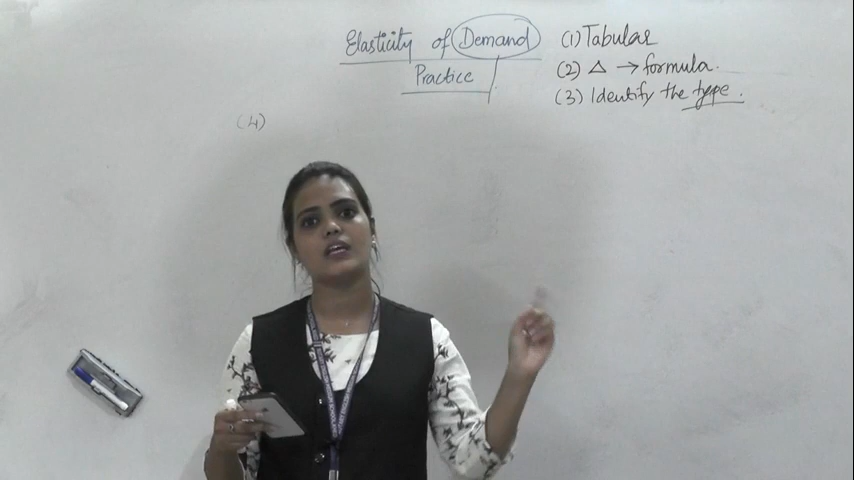 Elasticity of Demand
Practice
(1) Tabular
(2) △ → formula.
(3) Identify the type.
(4)